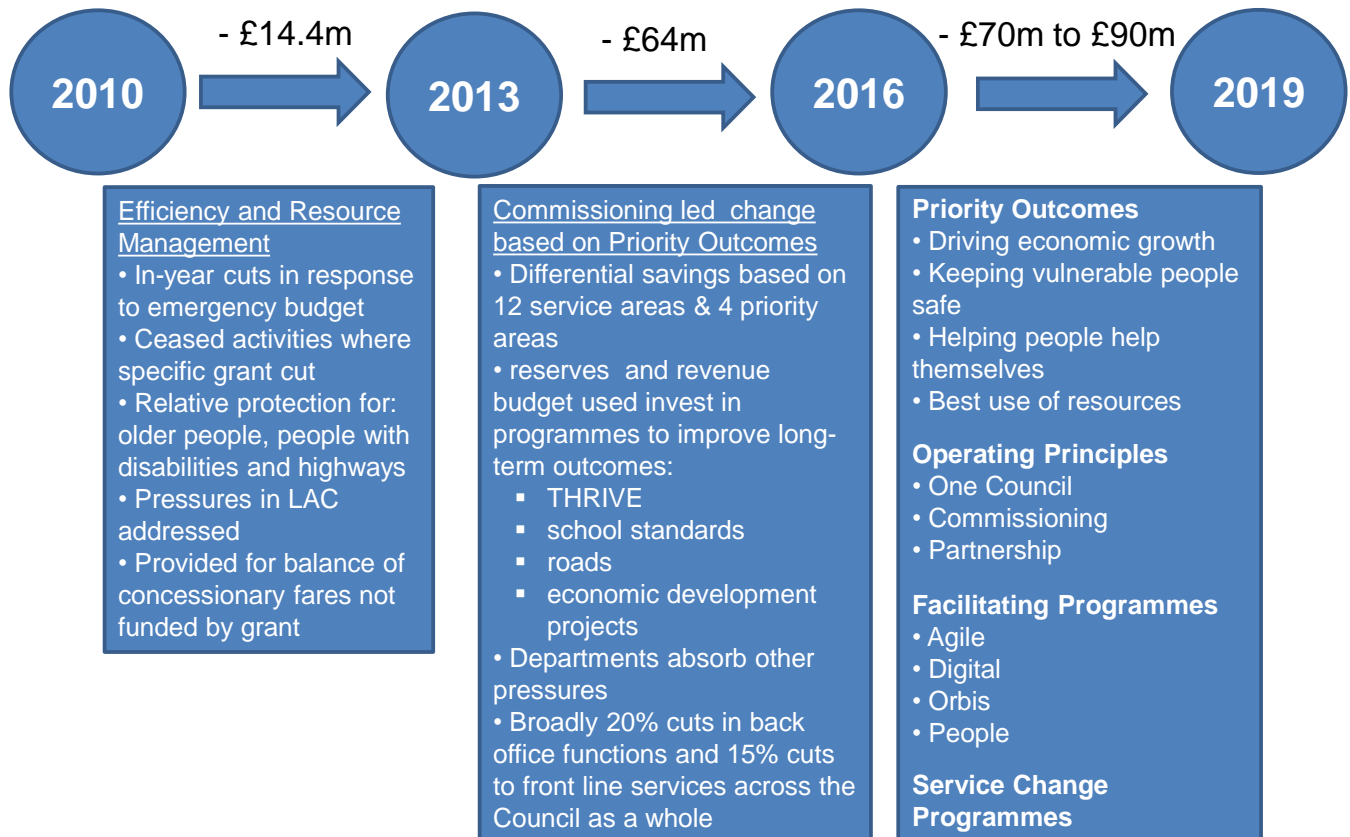 - £14.4m
- £64m
- £70m to £90m
2010
2013
2016
2019
Efficiency and Resource
Management
• In-year cuts in response
to emergency budget
• Ceased activities where
specific grant cut
• Relative protection for:
older people, people with
disabilities and highways
• Pressures in LAC
addressed
• Provided for balance of
concessionary fares not
funded by grant
Commissioning led change
based on Priority Outcomes
• Differential savings based on
12 service areas & 4 priority
areas
• reserves and revenue
budget used invest in
programmes to improve long-
term outcomes:
▪ THRIVE
▪ school standards
▪ roads
▪ economic development
projects
• Departments absorb other
pressures
• Broadly 20% cuts in back
office functions and 15% cuts
to front line services across the
Council as a whole
Priority Outcomes
• Driving economic growth
• Keeping vulnerable people
safe
• Helping people help
themselves
• Best use of resources
Operating Principles
• One Council
• Commissioning
• Partnership
Facilitating Programmes
• Agile
• Digital
• Orbis
• People
Service Change
Programmes